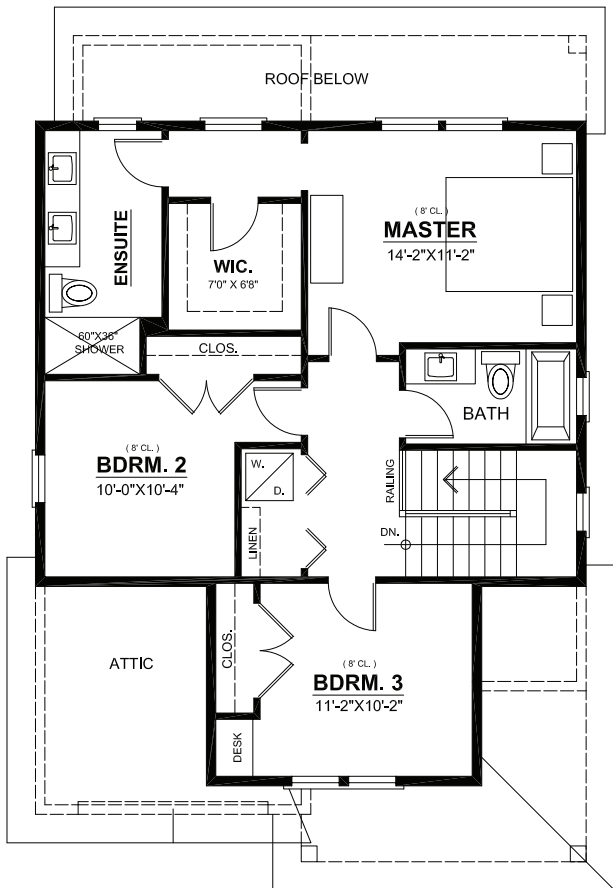 ROOF BELOW
( 8' CL. )
MASTER
14'-2"X11'-2"
ENSUITE
WIC.
7'0" X 6'8"
60"X36"
SHOWER
CLOS.
BATH
( 8' CL. )
BDRM. 2
10'-0"X10'-4"
W.
D.
LINEN
RAILING
DN.
ATTIC
CLOS.
( 8' CL. )
BDRM. 3
11'-2"X10'-2"
DESK